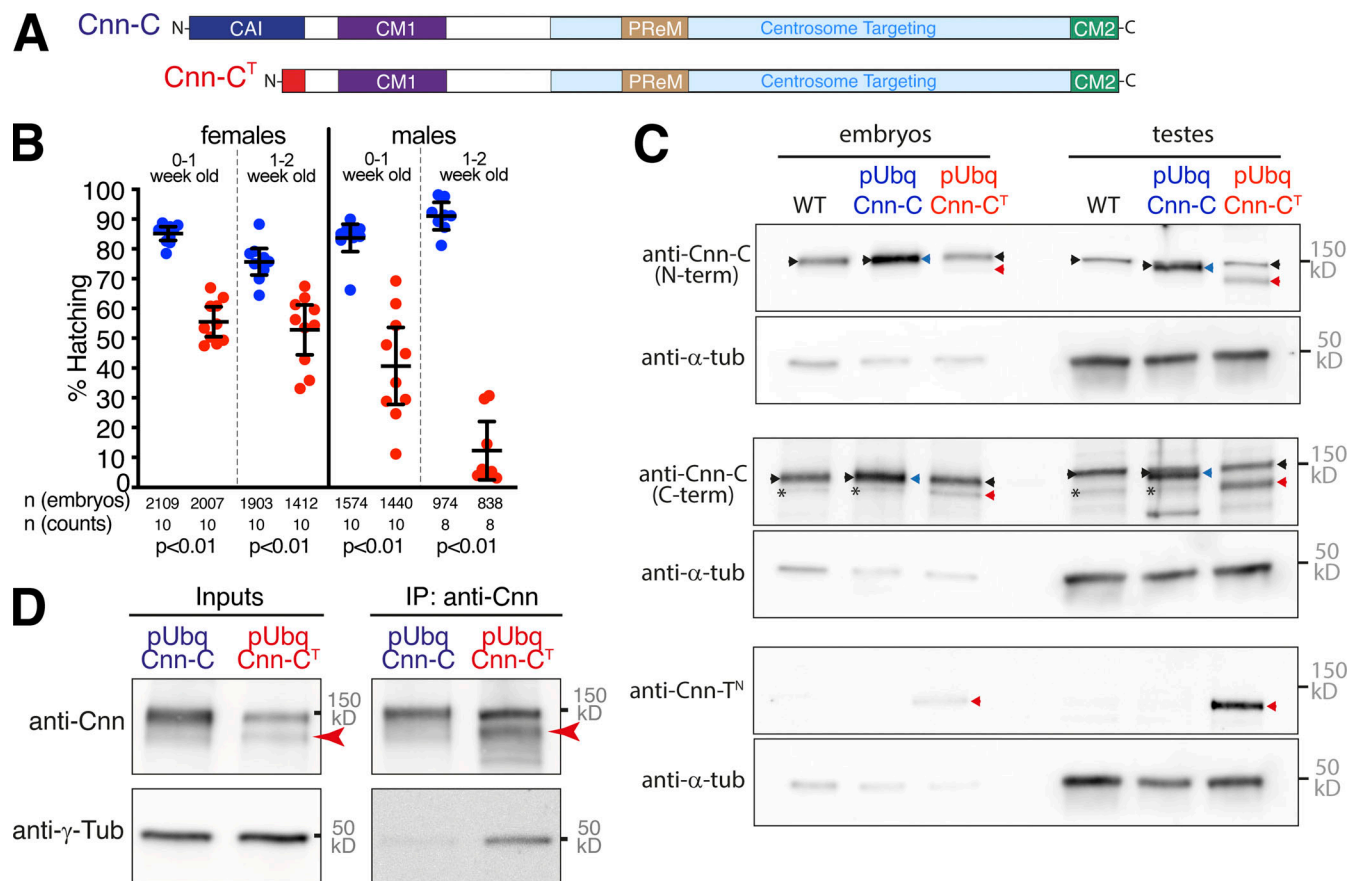 A
Cnn-C N- CAI CM1 PReM Centrosome Targeting CM2 -C
Cnn-Cᵀ N- CM1 PReM Centrosome Targeting CM2 -C
B
females males
0-1 week old 1-2 week old 0-1 week old 1-2 week old
% Hatching
100
90
80
70
60
50
40
30
20
10
0
n (embryos) 2109 2007 1903 1412 1574 1440 974 838
n (counts) 10 10 10 10 10 10 8 8
p<0.01 p<0.01 p<0.01 p<0.01
C
embryos testes
WT pUbq Cnn-C pUbq Cnn-Cᵀ WT pUbq Cnn-C pUbq Cnn-Cᵀ
anti-Cnn-C (N-term) 150 kD
anti-α-tub 50 kD
anti-Cnn-C (C-term) * * * * 150 kD
anti-α-tub 50 kD
anti-Cnn-Tᴺ 150 kD
anti-α-tub 50 kD
D
Inputs IP: anti-Cnn
pUbq Cnn-C pUbq Cnn-Cᵀ pUbq Cnn-C pUbq Cnn-Cᵀ
anti-Cnn 150 kD 150 kD
anti-γ-Tub 50 kD 50 kD